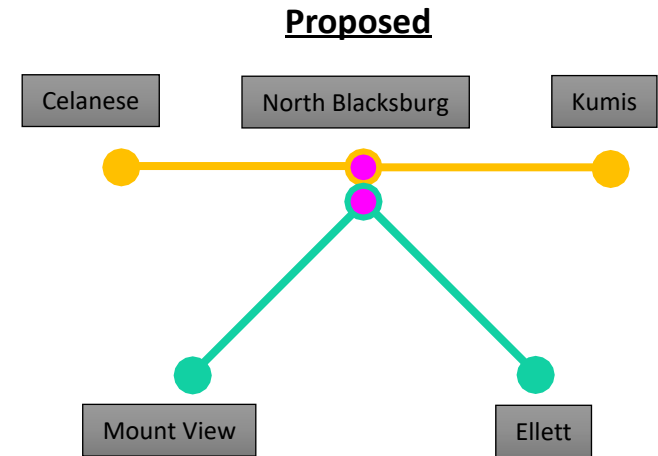 Proposed
Celanese
North Blacksburg
Kumis
Mount View
Ellett